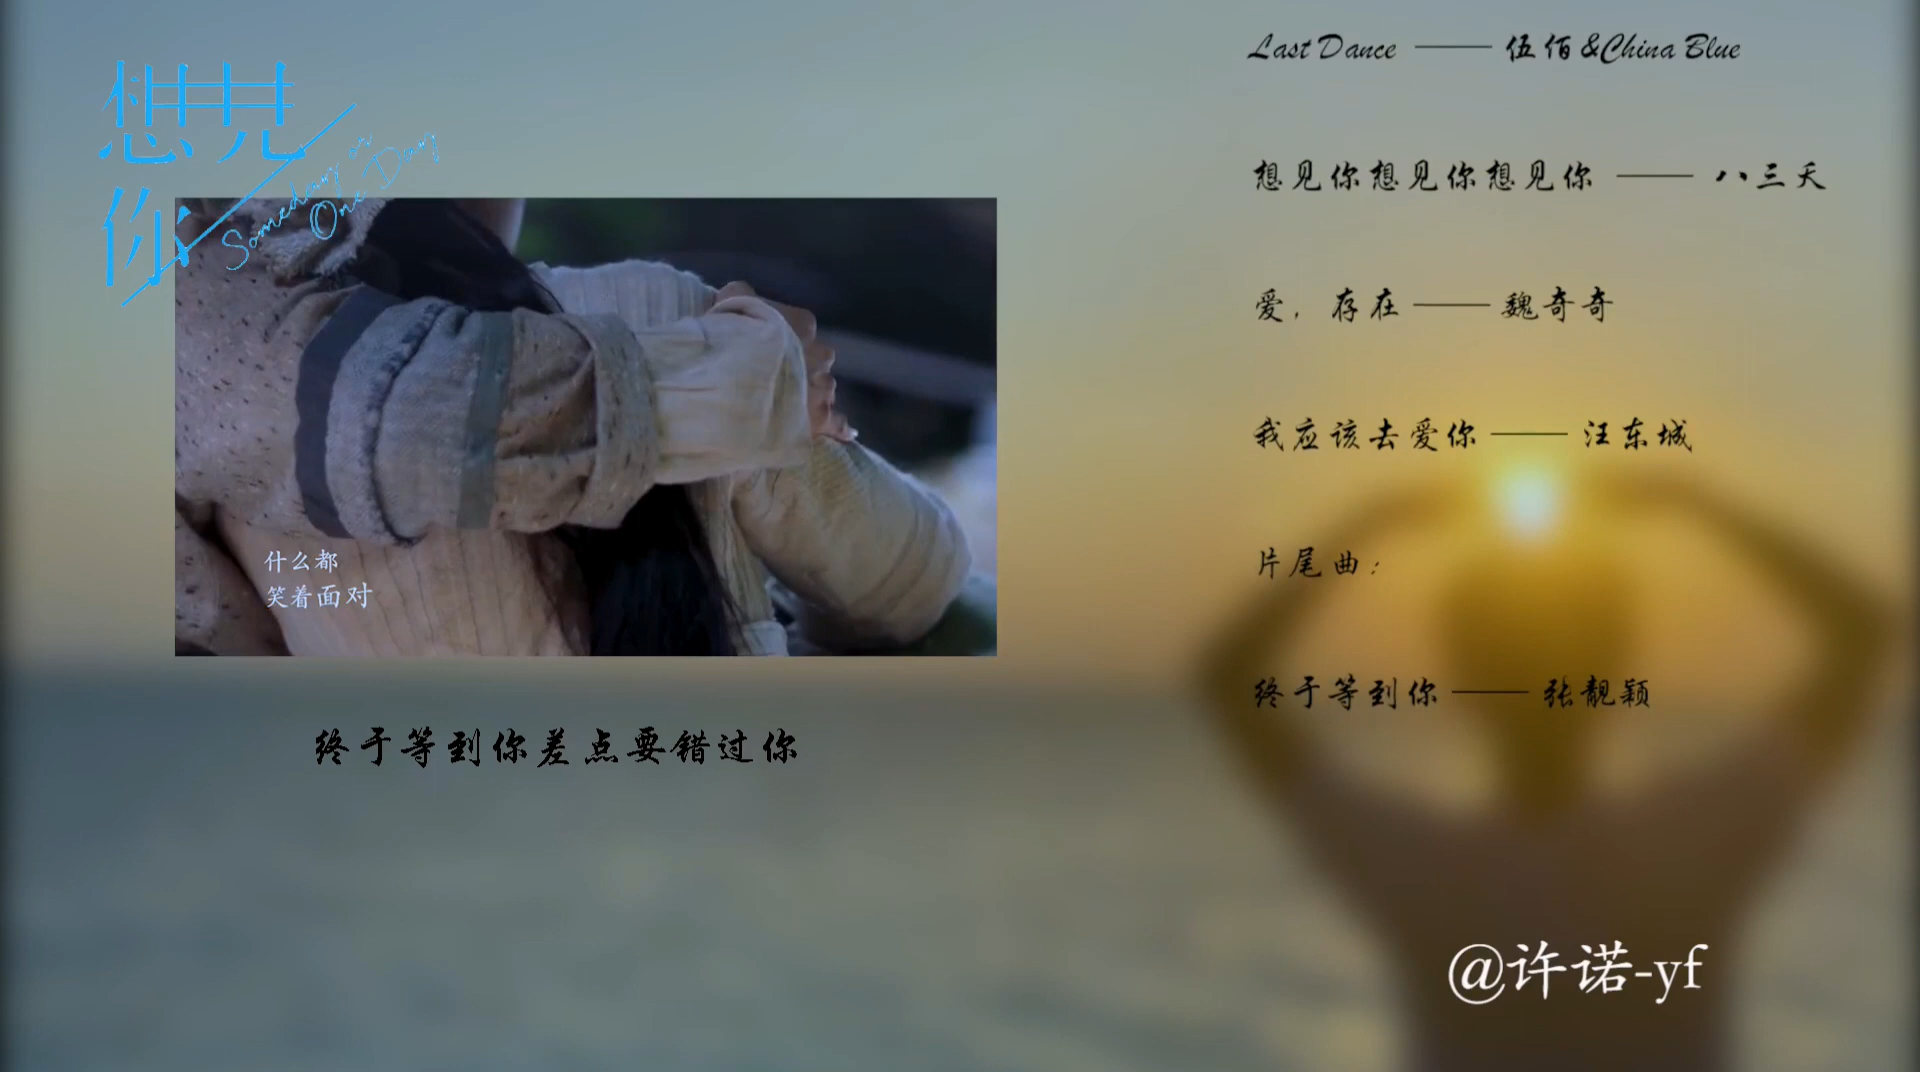 想見
你
Someday or
One Day
什么都
笑着面对
终于等到你差点要错过你
Last Dance —— 伍佰&China Blue
想见你想见你想见你 —— 八三夭
爱，存在 —— 魏奇奇
我应该去爱你 —— 汪东城
片尾曲：
终于等到你 —— 张靓颖
@许诺-yf